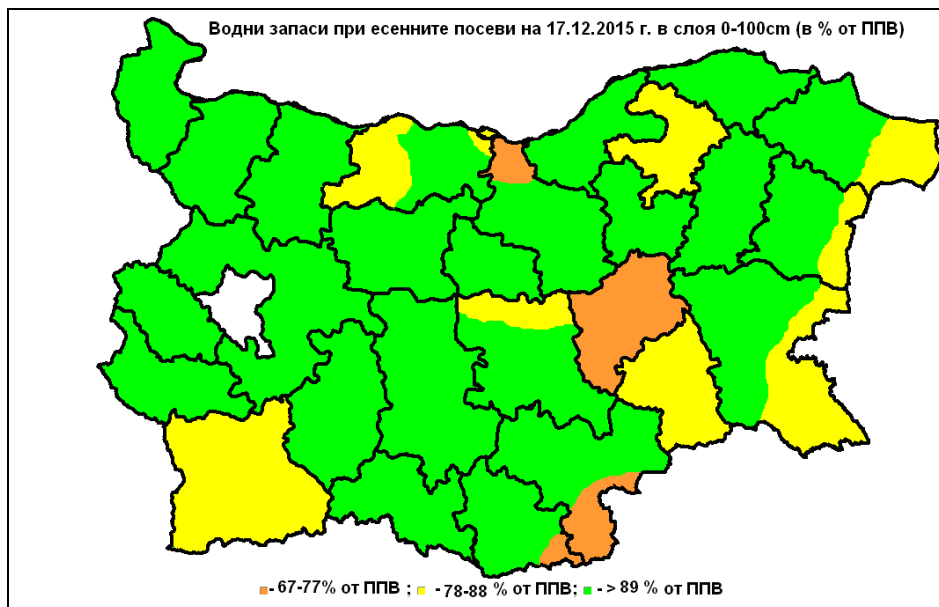 Водни запаси при есенните посеви на 17.12.2015 г. в слоя 0-100cm (в % от ППВ)
- 67-77% от ППВ ; - 78-88 % от ППВ; - > 89 % от ППВ